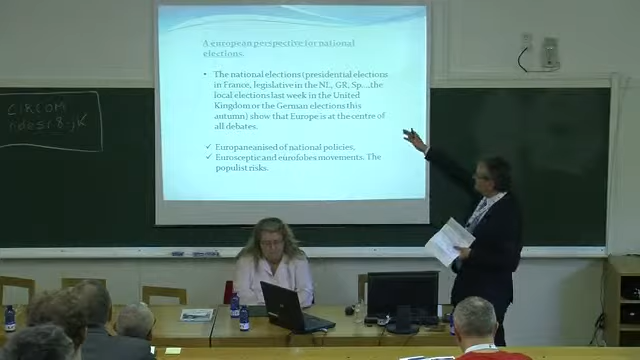 A european perspective for national
elections.
• The national elections (presidential elections
in France, legislative in the NL, GR, Sp....,the
local elections last week in the United
Kingdom or the German elections this
autumn) show that Europe is at the centre of
all debates.
✓ Europaneanised of national policies,
✓ Eurosceptic and eurofobes movements. The
populist risks.
CIRCOM